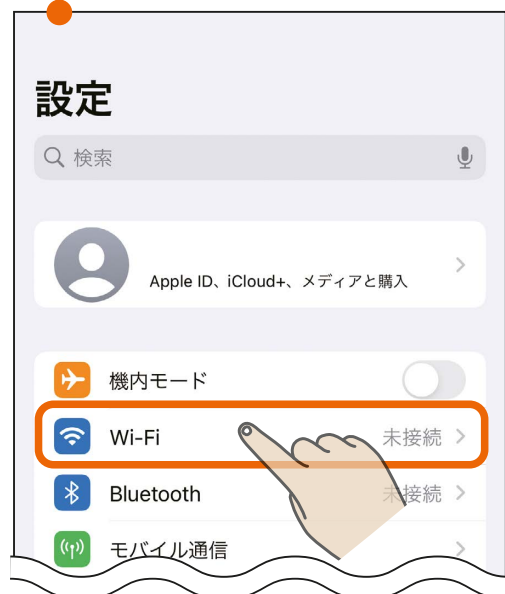 設定
検索
Apple ID、iCloud+、メディアと購入
機内モード
Wi-Fi 未接続
Bluetooth 未接続
モバイル通信